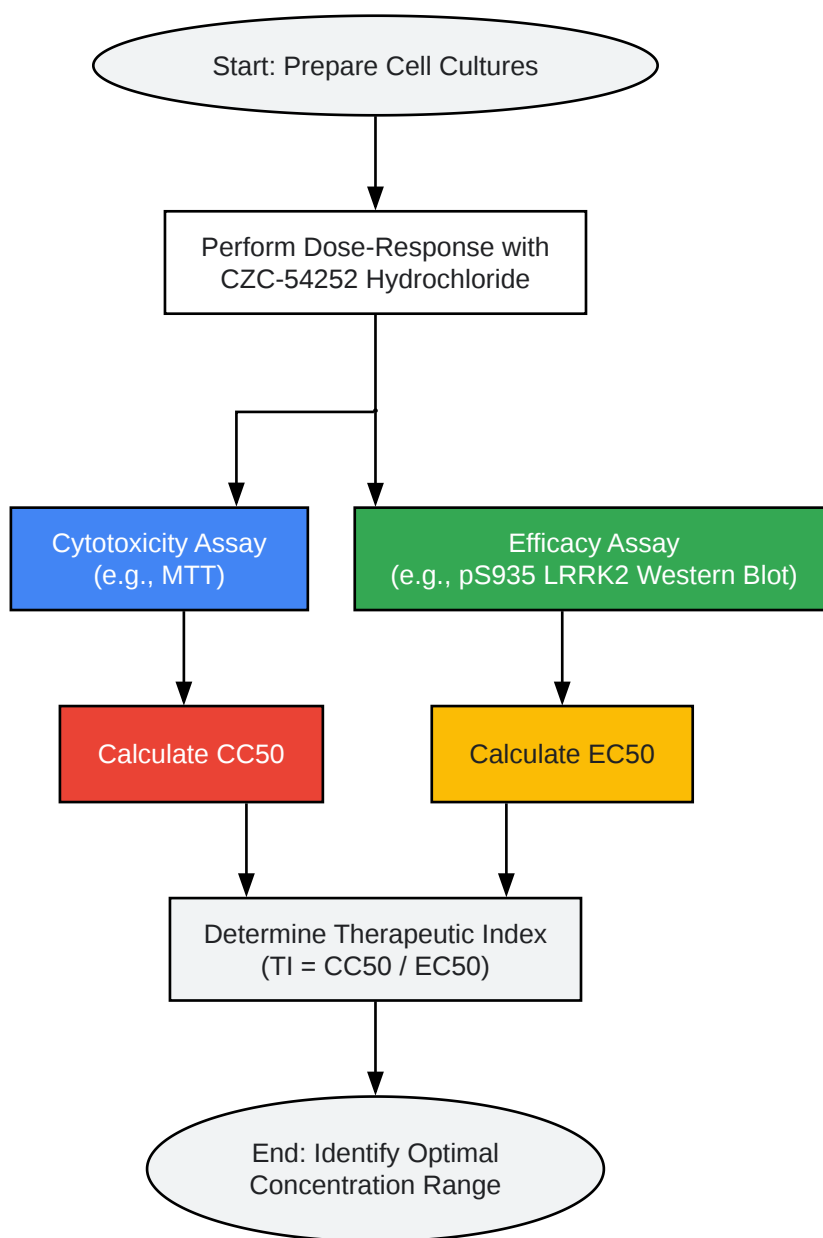 Start: Prepare Cell Cultures
Perform Dose-Response with
CZC-54252 Hydrochloride
Cytotoxicity Assay
(e.g., MTT)
Efficacy Assay
(e.g., pS935 LRRK2 Western Blot)
Calculate CC50
Calculate EC50
Determine Therapeutic Index
(TI = CC50 / EC50)
End: Identify Optimal
Concentration Range